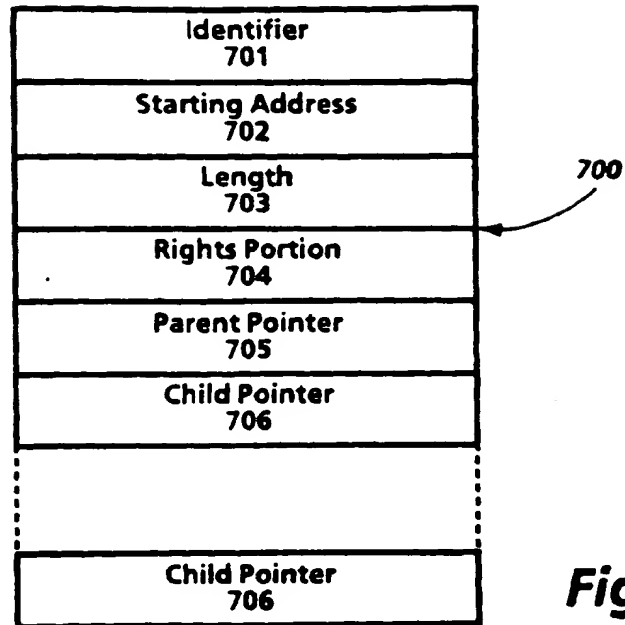 Identifier
701
Starting Address
702
Length
703
700
Rights Portion
704
Parent Pointer
705
Child Pointer
706
Child Pointer
706
Fig